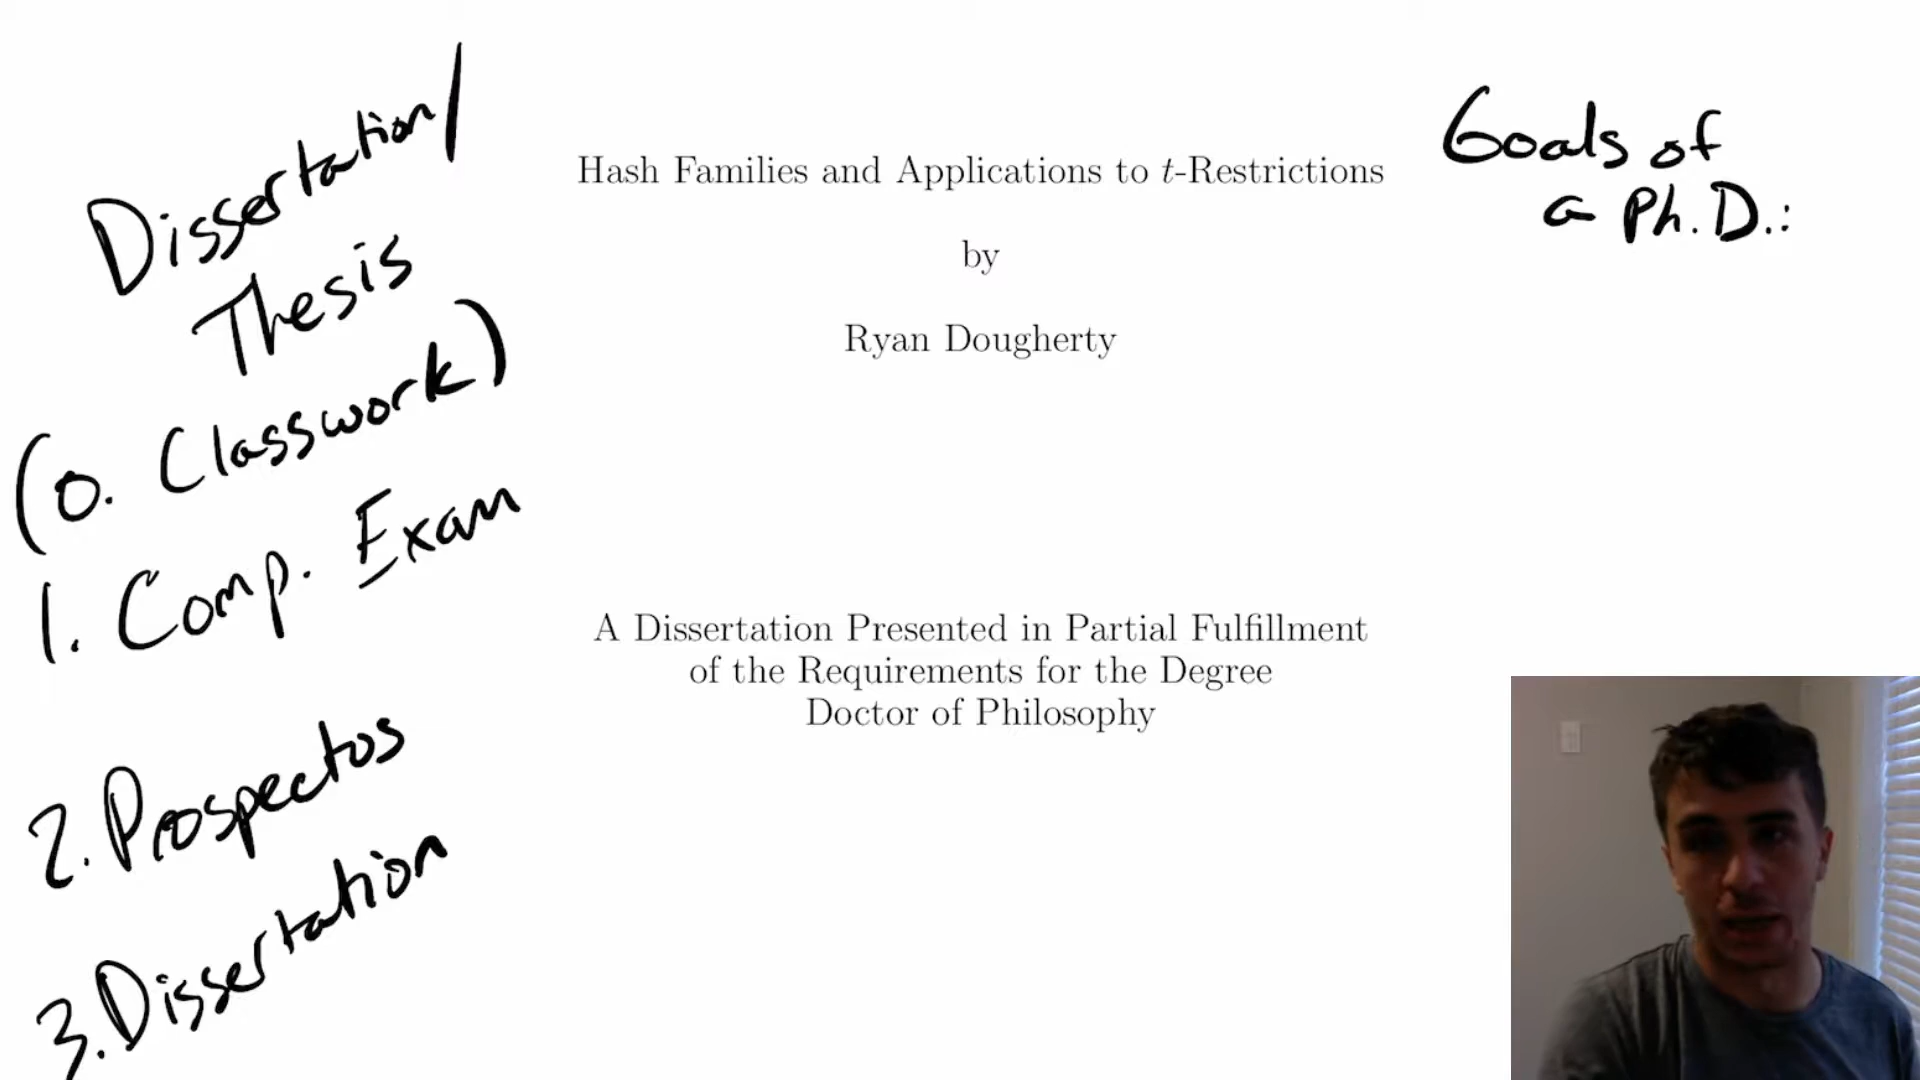 Dissertation/
Thesis
(0. Classwork)
1. Comp. Exam
2. Prospectos
3. Dissertation
Hash Families and Applications to t-Restrictions
by
Ryan Dougherty
A Dissertation Presented in Partial Fulfillment
of the Requirements for the Degree
Doctor of Philosophy
Goals of
a Ph.D.: